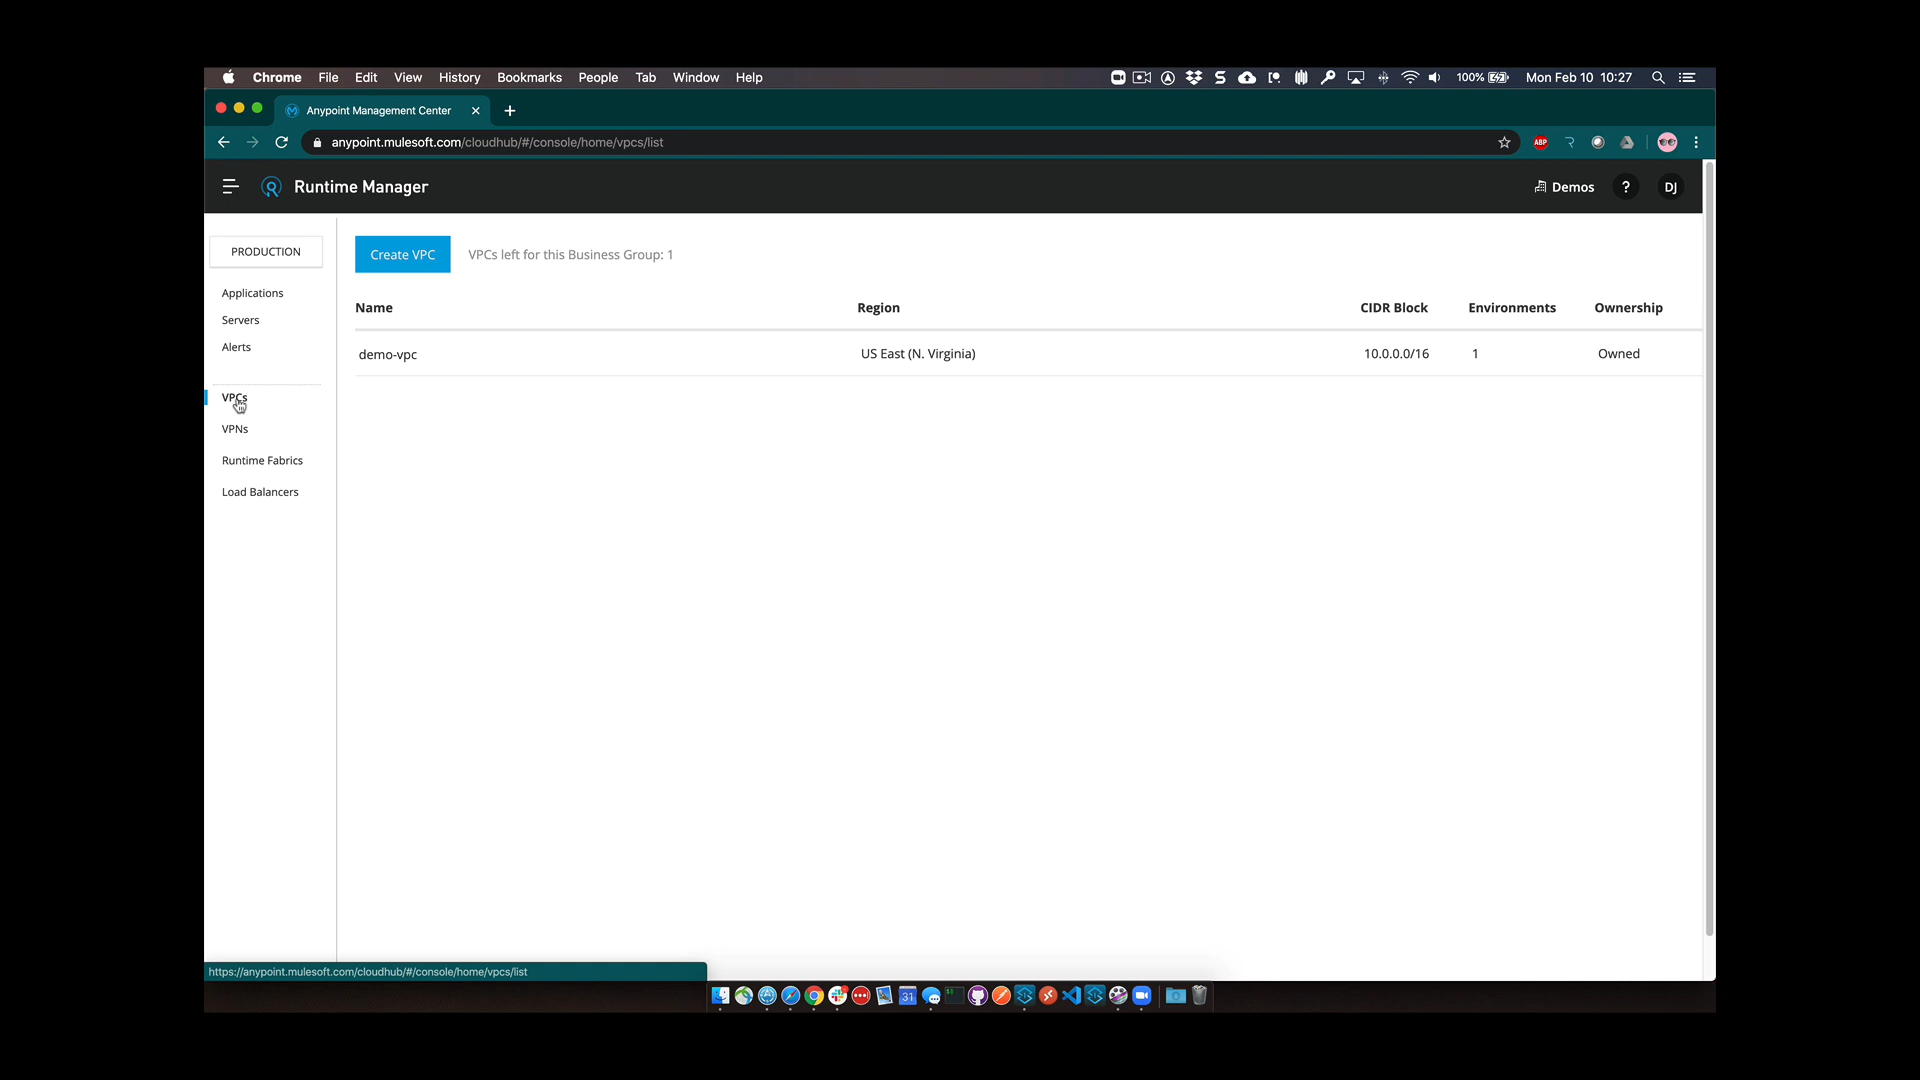 Chrome File Edit View History Bookmarks People Tab Window Help 100% Mon Feb 10 10:27
Anypoint Management Center
anypoint.mulesoft.com/cloudhub/#/console/home/vpcs/list ABP
Runtime Manager Demos ? DJ
PRODUCTION
Create VPC VPCs left for this Business Group: 1
Applications
Servers
Alerts
VPCs
VPNs
Runtime Fabrics
Load Balancers
Name Region CIDR Block Environments Ownership
demo-vpc US East (N. Virginia) 10.0.0.0/16 1 Owned
https://anypoint.mulesoft.com/cloudhub/#/console/home/vpcs/list
31